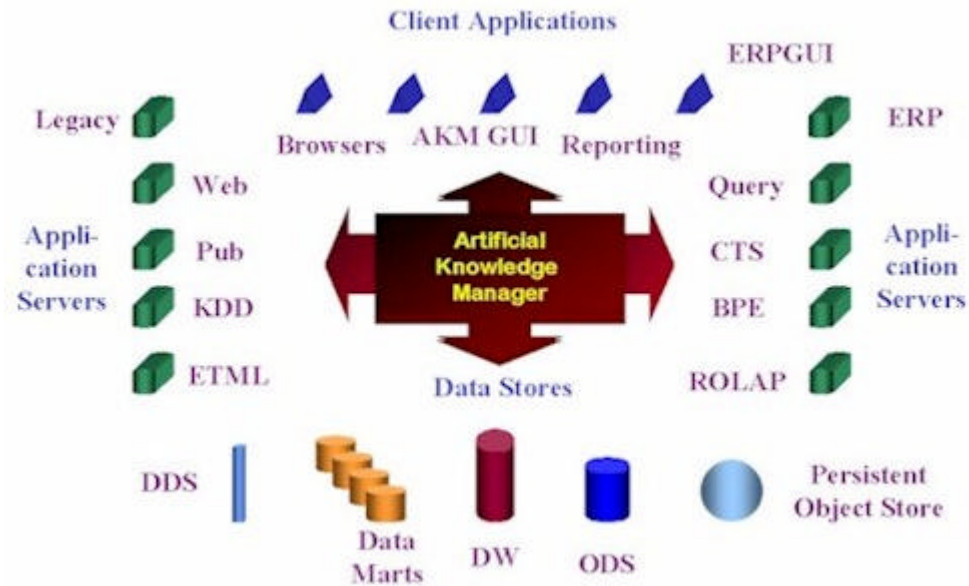 Client Applications
ERPGUI
Legacy
Browsers
AKM GUI
Reporting
ERP
Web
Query
Appli-
cation
Servers
Pub
Artificial
Knowledge
Manager
CTS
Appli-
cation
Servers
KDD
BPE
ETML
Data Stores
ROLAP
DDS
Data
Marts
DW
ODS
Persistent
Object Store